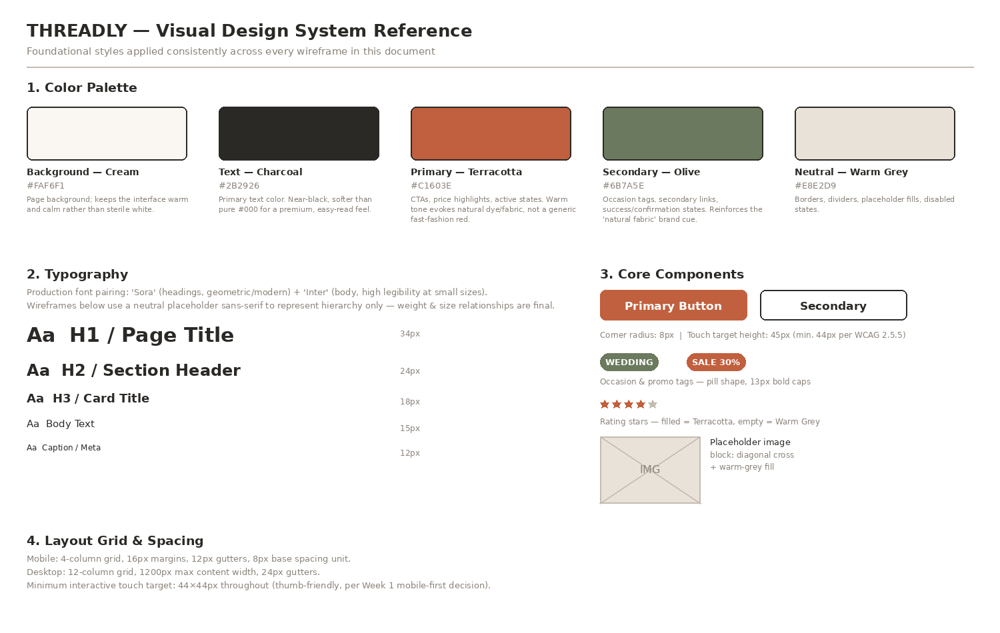 THREADLY — Visual Design System Reference
Foundational styles applied consistently across every wireframe in this document
1. Color Palette
Background — Cream
#FAF6F1
Page background; keeps the interface warm
and calm rather than sterile white.
Text — Charcoal
#2B2926
Primary text color. Near-black, softer than
pure #000 for a premium, easy-read feel.
Primary — Terracotta
#C1603E
CTAs, price highlights, active states. Warm
tone evokes natural dye/fabric, not a generic
fast-fashion red.
Secondary — Olive
#6B7A5E
Occasion tags, secondary links,
success/confirmation states. Reinforces the
'natural fabric' brand cue.
Neutral — Warm Grey
#E8E2D9
Borders, dividers, placeholder fills, disabled
states.
2. Typography
Production font pairing: 'Sora' (headings, geometric/modern) + 'Inter' (body, high legibility at small sizes).
Wireframes below use a neutral placeholder sans-serif to represent hierarchy only — weight & size relationships are final.
Aa  H1 / Page Title
34px
Aa  H2 / Section Header
24px
Aa  H3 / Card Title
18px
Aa  Body Text
15px
Aa  Caption / Meta
12px
3. Core Components
Primary Button
Secondary
Corner radius: 8px  |  Touch target height: 45px (min. 44px per WCAG 2.5.5)
WEDDING
SALE 30%
Occasion & promo tags — pill shape, 13px bold caps
Rating stars — filled = Terracotta, empty = Warm Grey
IMG
Placeholder image
block: diagonal cross
+ warm-grey fill
4. Layout Grid & Spacing
Mobile: 4-column grid, 16px margins, 12px gutters, 8px base spacing unit.
Desktop: 12-column grid, 1200px max content width, 24px gutters.
Minimum interactive touch target: 44×44px throughout (thumb-friendly, per Week 1 mobile-first decision).